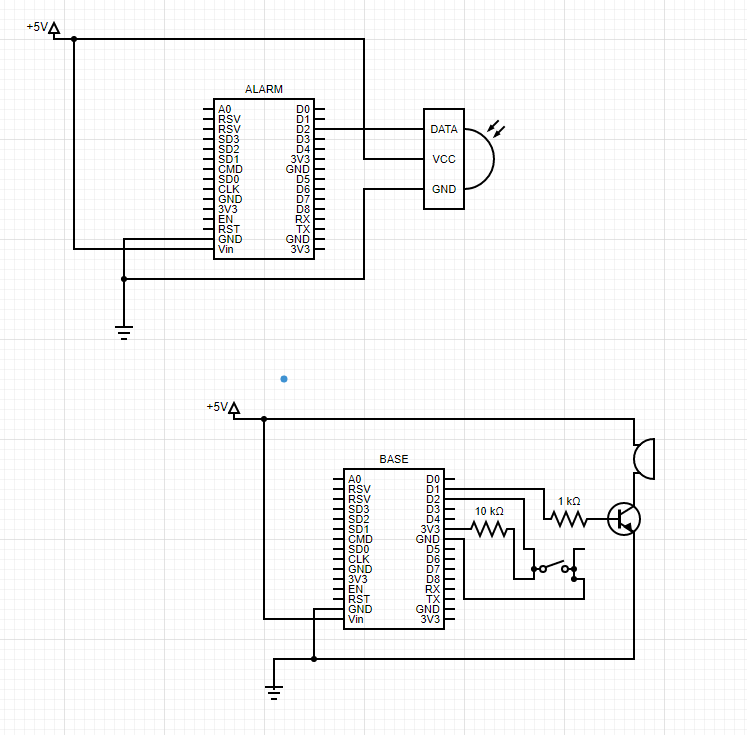 +5V
ALARM
A0 D0
RSV D1
RSV D2
SD3 D3
SD2 D4
SD1 3V3
CMD GND
SD0 D5
CLK D6
GND D7
3V3 D8
EN RX
RST TX
GND GND
Vin 3V3
DATA
VCC
GND
+5V
BASE
A0 D0
RSV D1
RSV D2
SD3 D3
SD2 D4
SD1 3V3
CMD GND
SD0 D5
CLK D6
GND D7
3V3 D8
EN RX
RST TX
GND GND
Vin 3V3
10 kΩ
1 kΩ